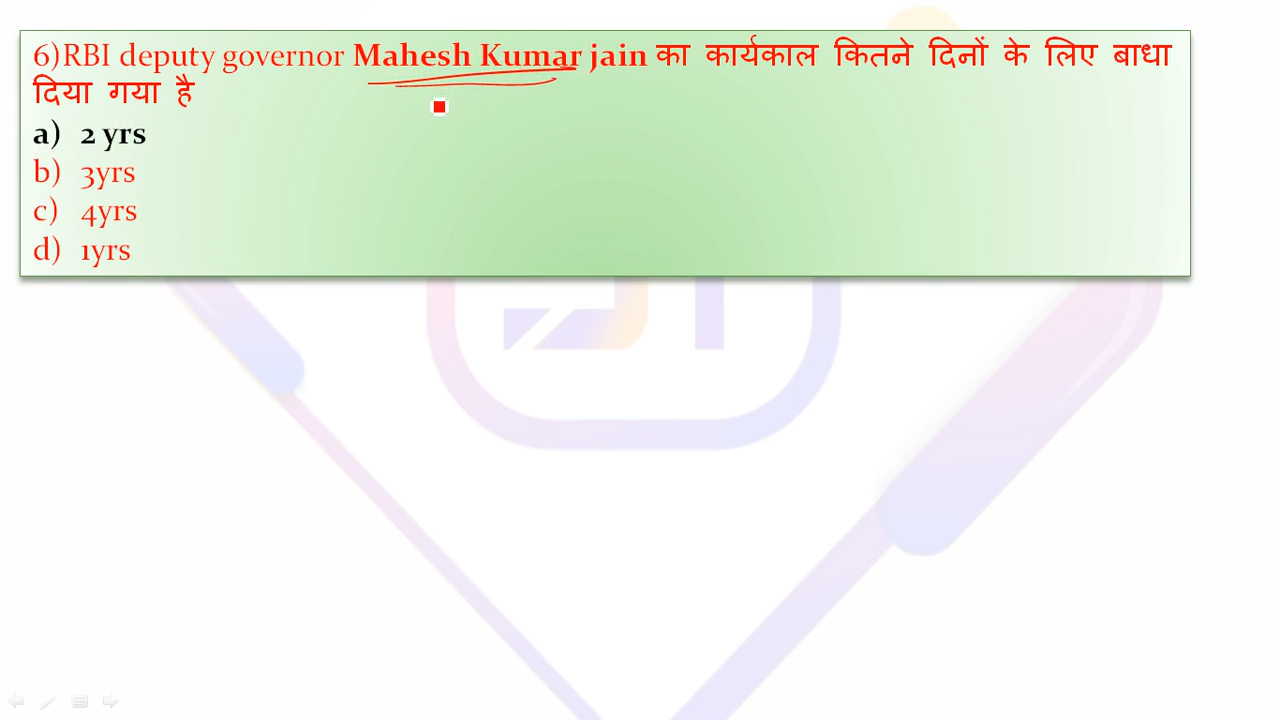 6)RBI deputy governor Mahesh Kumar jain का कार्यकाल कितने दिनों के लिए बाधा
दिया गया है
a) 2 yrs
b) 3yrs
c) 4yrs
d) 1yrs